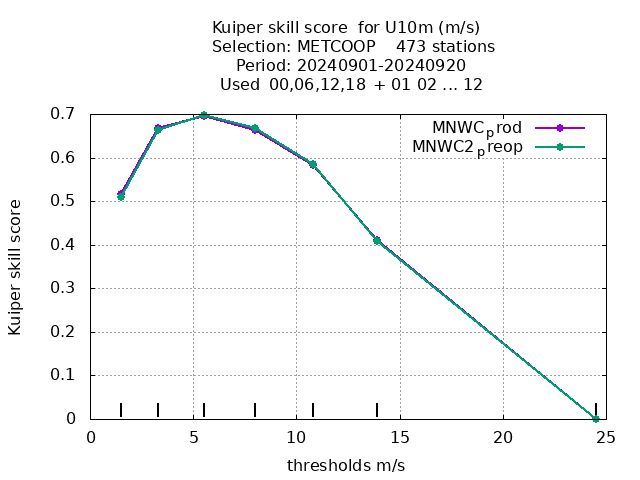 Kuiper skill score for U10m (m/s)
Selection: METCOOP 473 stations
Period: 20240901-20240920
Used 00,06,12,18 + 01 02 ... 12
MNWCprod
MNWC2preop
0.7
0.6
0.5
0.4
0.3
0.2
0.1
0
Kuiper skill score
0 5 10 15 20 25
thresholds m/s